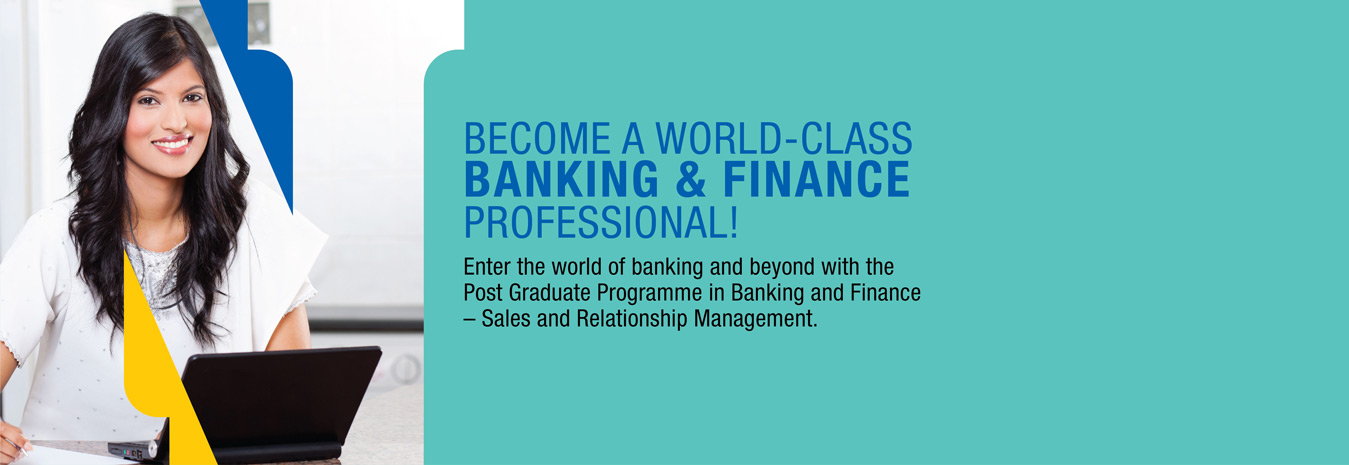 BECOME A WORLD-CLASS
BANKING & FINANCE
PROFESSIONAL!
Enter the world of banking and beyond with the
Post Graduate Programme in Banking and Finance
– Sales and Relationship Management.